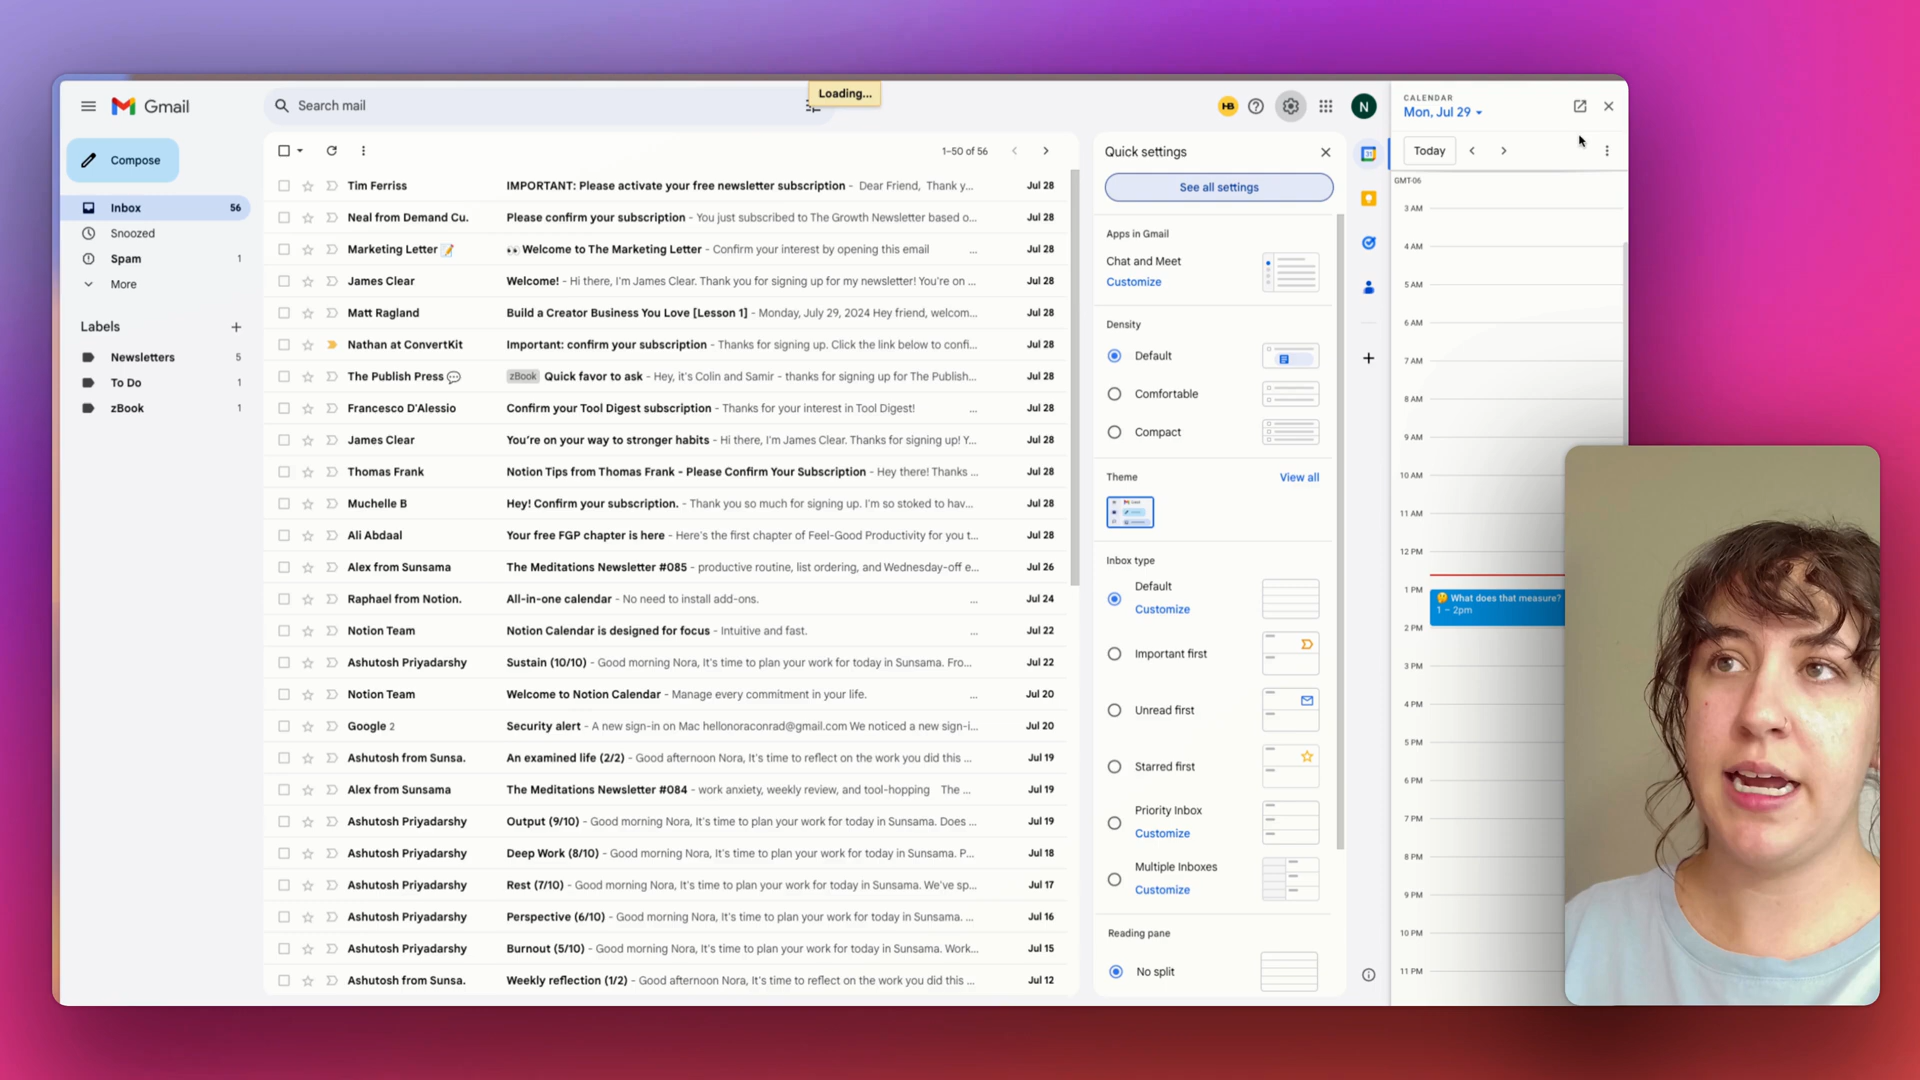 Gmail
Search mail
Loading...
HB
N
Compose
Inbox 56
Snoozed
Spam 1
More
Labels
Newsletters 5
To Do 1
zBook 1
1–50 of 56
Tim Ferriss IMPORTANT: Please activate your free newsletter subscription - Dear Friend, Thank y... Jul 28
Neal from Demand Cu. Please confirm your subscription - You just subscribed to The Growth Newsletter based o... Jul 28
Marketing Letter 📝 👀 Welcome to The Marketing Letter - Confirm your interest by opening this email ... Jul 28
James Clear Welcome! - Hi there, I'm James Clear. Thank you for signing up for my newsletter! You're on ... Jul 28
Matt Ragland Build a Creator Business You Love [Lesson 1] - Monday, July 29, 2024 Hey friend, welcom... Jul 28
Nathan at ConvertKit Important: confirm your subscription - Thanks for signing up. Click the link below to confi... Jul 28
The Publish Press 💬 zBook Quick favor to ask - Hey, it's Colin and Samir - thanks for signing up for The Publish... Jul 28
Francesco D'Alessio Confirm your Tool Digest subscription - Thanks for your interest in Tool Digest! ... Jul 28
James Clear You're on your way to stronger habits - Hi there, I'm James Clear. Thanks for signing up! Y... Jul 28
Thomas Frank Notion Tips from Thomas Frank - Please Confirm Your Subscription - Hey there! Thanks ... Jul 28
Muchelle B Hey! Confirm your subscription. - Thank you so much for signing up. I'm so stoked to hav... Jul 28
Ali Abdaal Your free FGP chapter is here - Here's the first chapter of Feel-Good Productivity for you t... Jul 28
Alex from Sunsama The Meditations Newsletter #085 - productive routine, list ordering, and Wednesday-off e... Jul 26
Raphael from Notion. All-in-one calendar - No need to install add-ons. ... Jul 24
Notion Team Notion Calendar is designed for focus - Intuitive and fast. ... Jul 22
Ashutosh Priyadarshy Sustain (10/10) - Good morning Nora, It's time to plan your work for today in Sunsama. Fro... Jul 22
Notion Team Welcome to Notion Calendar - Manage every commitment in your life. ... Jul 20
Google 2 Security alert - A new sign-in on Mac hellonoraconrad@gmail.com We noticed a new sign-i... Jul 20
Ashutosh from Sunsa. An examined life (2/2) - Good afternoon Nora, It's time to reflect on the work you did this ... Jul 19
Alex from Sunsama The Meditations Newsletter #084 - work anxiety, weekly review, and tool-hopping The ... Jul 19
Ashutosh Priyadarshy Output (9/10) - Good morning Nora, It's time to plan your work for today in Sunsama. Does ... Jul 19
Ashutosh Priyadarshy Deep Work (8/10) - Good morning Nora, It's time to plan your work for today in Sunsama. P... Jul 18
Ashutosh Priyadarshy Rest (7/10) - Good morning Nora, It's time to plan your work for today in Sunsama. We've sp... Jul 17
Ashutosh Priyadarshy Perspective (6/10) - Good morning Nora, It's time to plan your work for today in Sunsama. ... Jul 16
Ashutosh Priyadarshy Burnout (5/10) - Good morning Nora, It's time to plan your work for today in Sunsama. Work... Jul 15
Ashutosh from Sunsa. Weekly reflection (1/2) - Good afternoon Nora, It's time to reflect on the work you did this ... Jul 12
Quick settings
See all settings
Apps in Gmail
Chat and Meet
Customize
Density
Default
Comfortable
Compact
Theme View all
Inbox type
Default
Customize
Important first
Unread first
Starred first
Priority Inbox
Customize
Multiple Inboxes
Customize
Reading pane
No split
31
CALENDAR
Mon, Jul 29
Today
GMT-06
3 AM
4 AM
5 AM
6 AM
7 AM
8 AM
9 AM
10 AM
11 AM
12 PM
1 PM
🤔 What does that measure?
1 – 2pm
2 PM
3 PM
4 PM
5 PM
6 PM
7 PM
8 PM
9 PM
10 PM
11 PM